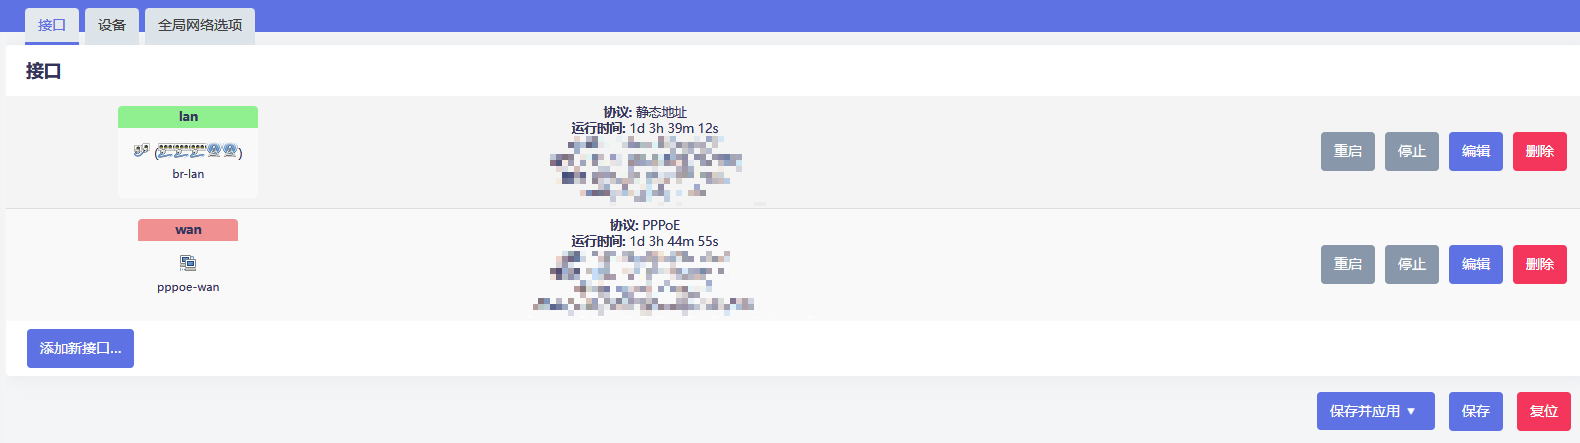 接口 设备 全局网络选项
接口
lan
协议: 静态地址
运行时间: 1d 3h 39m 12s
( )
br-lan
重启 停止 编辑 删除
wan
协议: PPPoE
运行时间: 1d 3h 44m 55s
pppoe-wan
重启 停止 编辑 删除
添加新接口...
保存并应用 ▼ 保存 复位